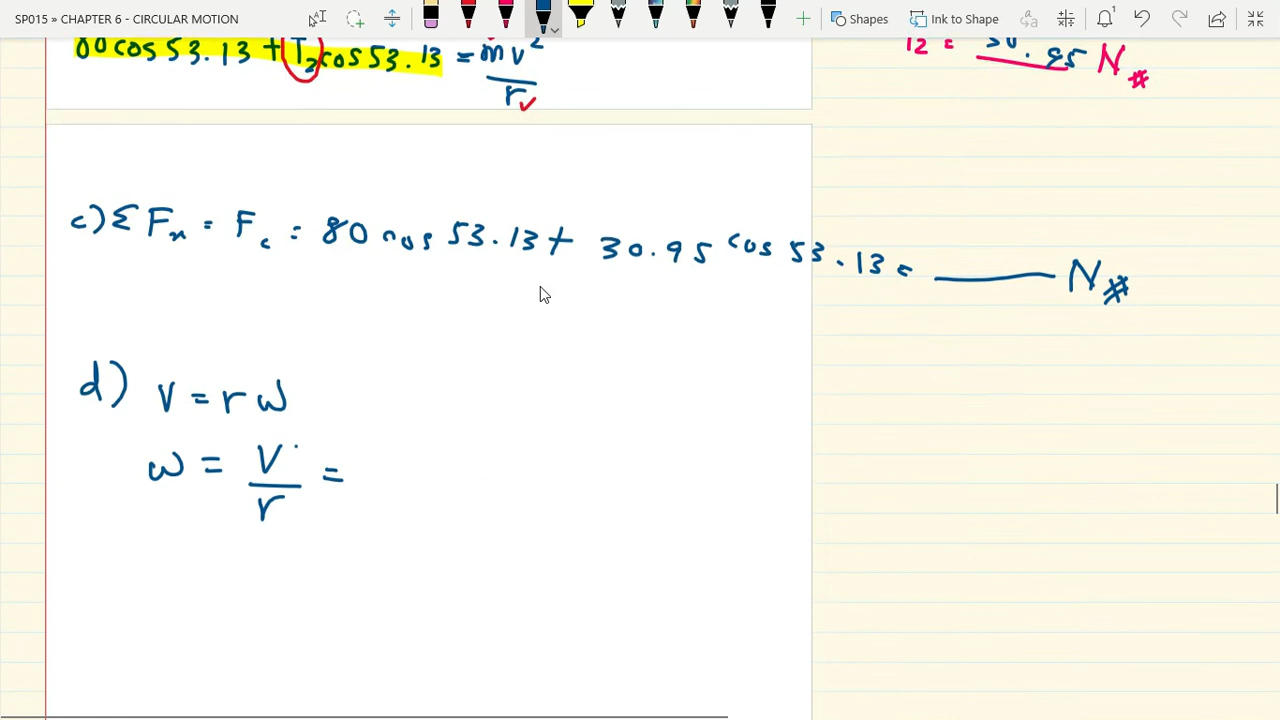 SP015 » CHAPTER 6 - CIRCULAR MOTION
Shapes
Ink to Shape
80 cos 53.13 + T₂ cos 53.13 = mv²
r
.95 N #
c) ΣFx = Fc = 80 cos 53.13 + 30.95 cos 53.13 = ______ N #
d) v = rω
ω = v/r =